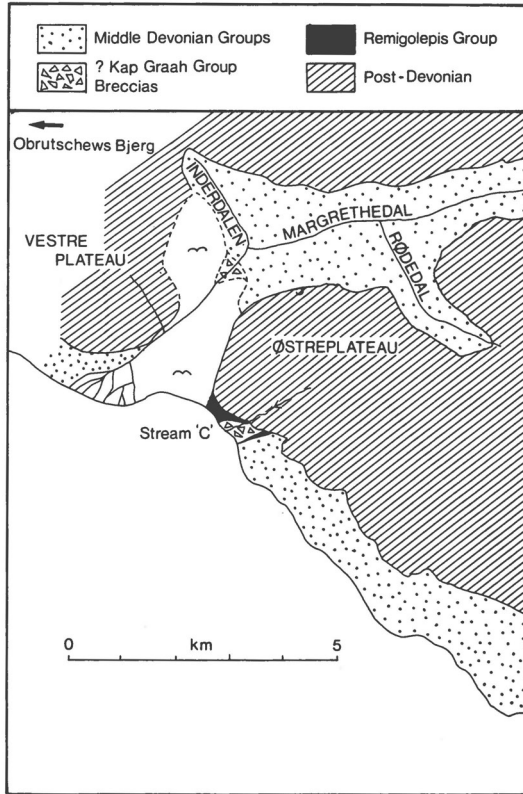 Middle Devonian Groups
Remigolepis Group
? Kap Graah Group
Breccias
Post-Devonian
Obrutschews Bjerg
INDERDALEN
MARGRETHEDAL
RØDEDAL
VESTRE
PLATEAU
ØSTREPLATEAU
Stream 'C'
0 km 5